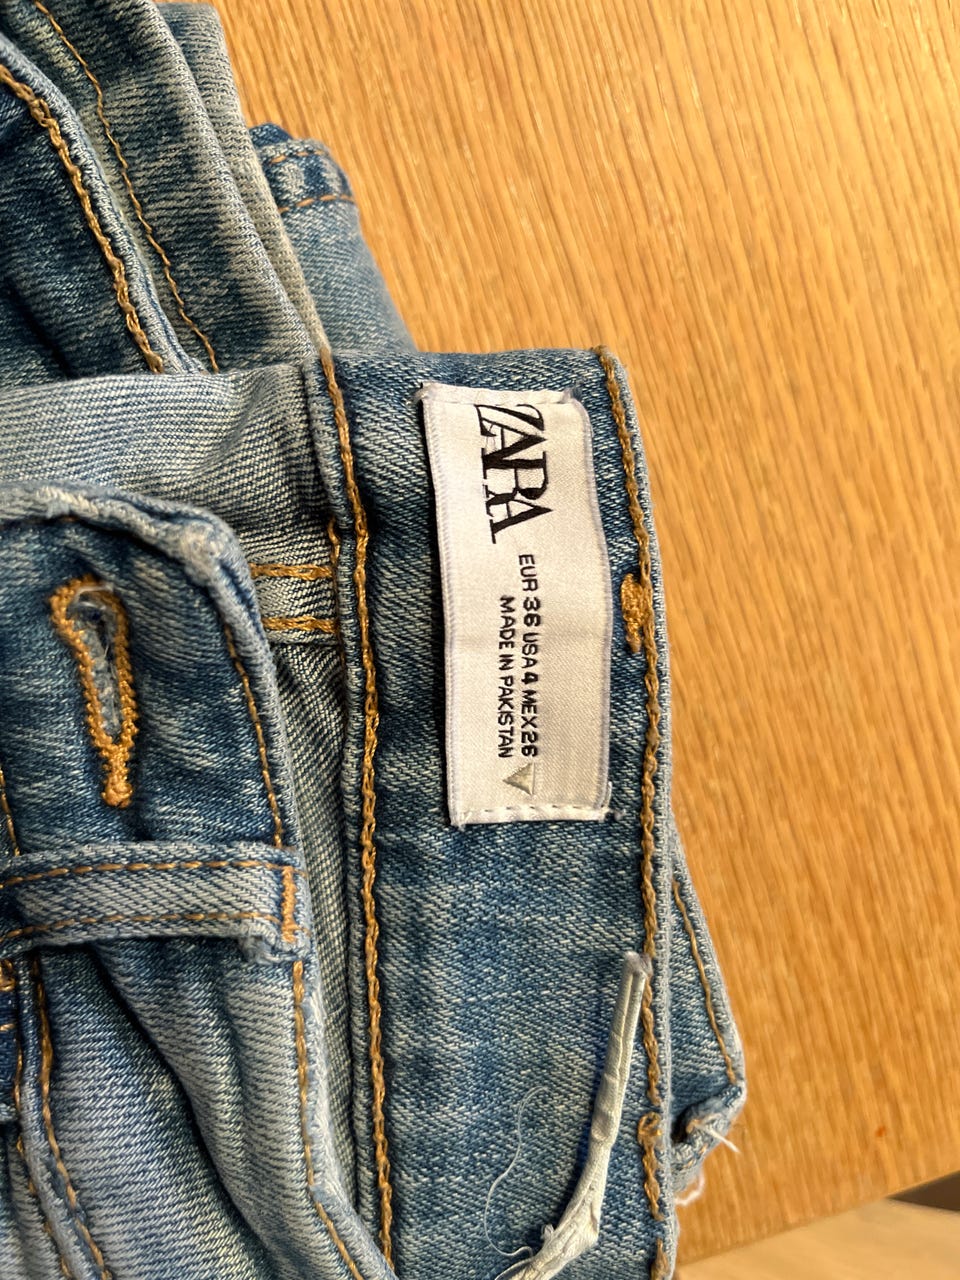 ZARA
EUR 36 USA 4 MEX 26
MADE IN PAKISTAN